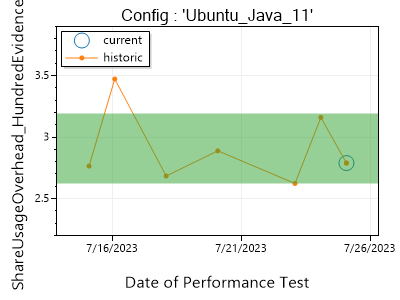 Config : 'Ubuntu_Java_11'
current
historic
ShareUsageOverhead_HundredEvidence
3.5
3
2.5
7/16/2023
7/21/2023
7/26/2023
Date of Performance Test